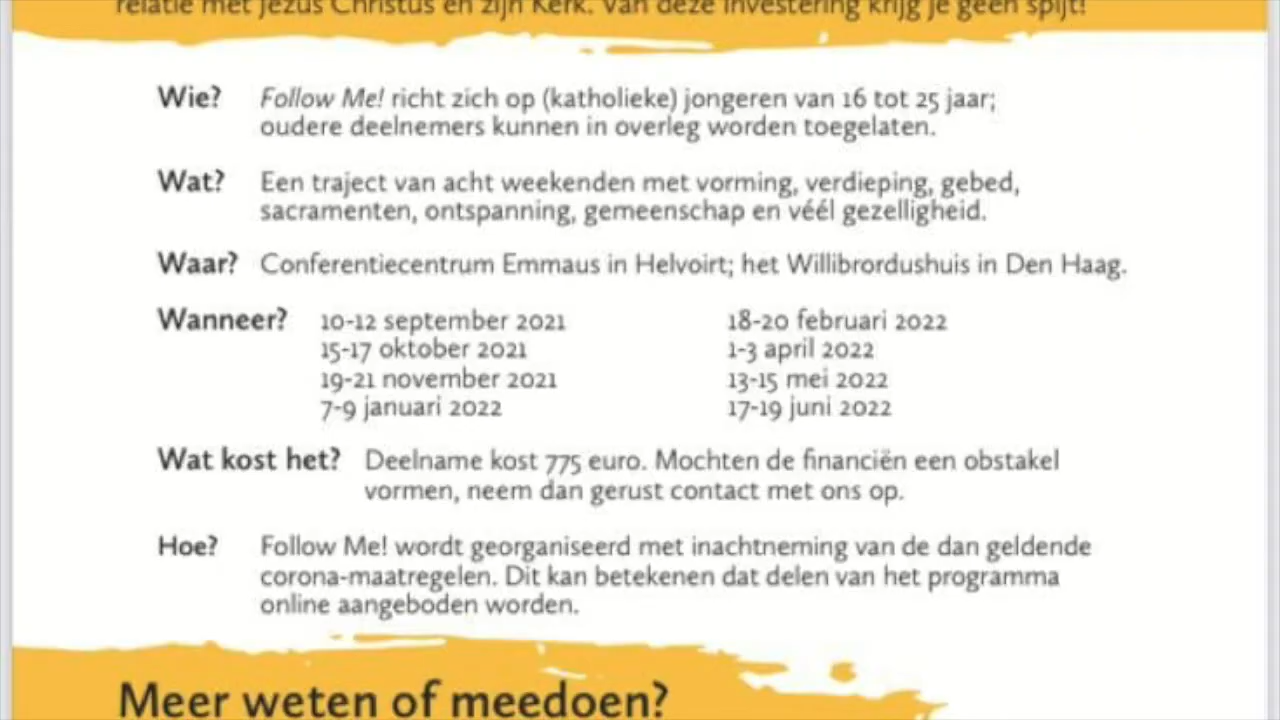 relatie met Jezus Christus en zijn Kerk. Van deze investering krijg je geen spijt!
Wie? Follow Me! richt zich op (katholieke) jongeren van 16 tot 25 jaar;
oudere deelnemers kunnen in overleg worden toegelaten.
Wat? Een traject van acht weekenden met vorming, verdieping, gebed,
sacramenten, ontspanning, gemeenschap en véél gezelligheid.
Waar? Conferentiecentrum Emmaus in Helvoirt; het Willibrordushuis in Den Haag.
Wanneer? 10-12 september 2021 18-20 februari 2022
15-17 oktober 2021 1-3 april 2022
19-21 november 2021 13-15 mei 2022
7-9 januari 2022 17-19 juni 2022
Wat kost het? Deelname kost 775 euro. Mochten de financiën een obstakel
vormen, neem dan gerust contact met ons op.
Hoe? Follow Me! wordt georganiseerd met inachtneming van de dan geldende
corona-maatregelen. Dit kan betekenen dat delen van het programma
online aangeboden worden.
Meer weten of meedoen?